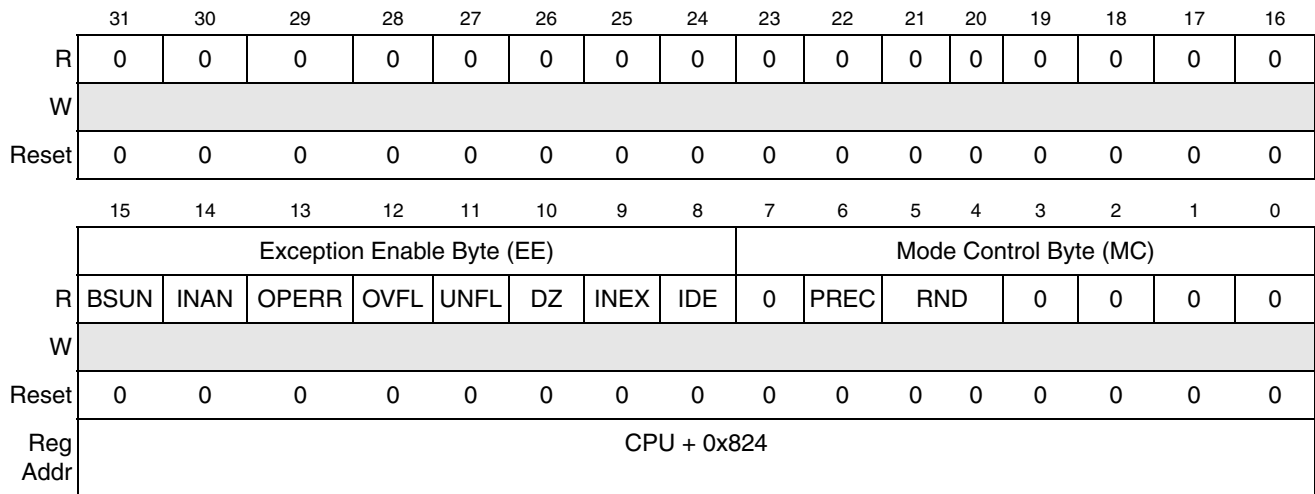 31 30 29 28 27 26 25 24 23 22 21 20 19 18 17 16
R 0 0 0 0 0 0 0 0 0 0 0 0 0 0 0 0
W
Reset 0 0 0 0 0 0 0 0 0 0 0 0 0 0 0 0
15 14 13 12 11 10 9 8 7 6 5 4 3 2 1 0
Exception Enable Byte (EE) Mode Control Byte (MC)
R BSUN INAN OPERR OVFL UNFL DZ INEX IDE 0 PREC RND 0 0 0 0
W
Reset 0 0 0 0 0 0 0 0 0 0 0 0 0 0 0 0
Reg CPU + 0x824
Addr